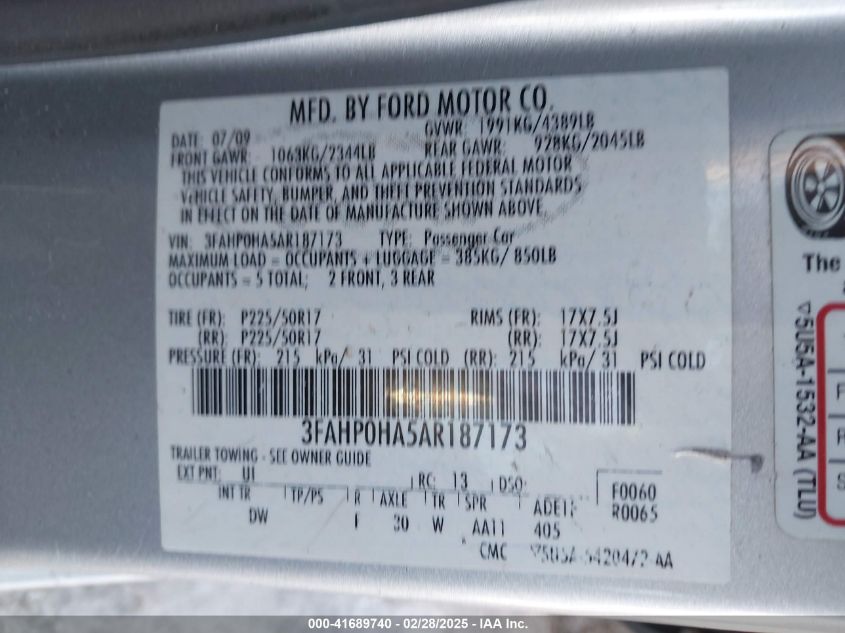 MFD. BY FORD MOTOR CO.
DATE: 07/09 GVWR: 1991KG/4389LB
FRONT GAWR: 1063KG/2344LB REAR GAWR: 928KG/2045LB
THIS VEHICLE CONFORMS TO ALL APPLICABLE FEDERAL MOTOR
VEHICLE SAFETY, BUMPER, AND THEFT PREVENTION STANDARDS
IN EFFECT ON THE DATE OF MANUFACTURE SHOWN ABOVE.
VIN: 3FAHP0HA5AR187173 TYPE: Passenger Car
MAXIMUM LOAD = OCCUPANTS + LUGGAGE = 385KG/ 850LB
OCCUPANTS = 5 TOTAL; 2 FRONT, 3 REAR
TIRE (FR): P225/50R17 RIMS (FR): 17X7.5J
(RR): P225/50R17 (RR): 17X7.5J
PRESSURE (FR): 215 kPa/ 31 PSI COLD (RR): 215 kPa/ 31 PSI COLD
3FAHP0HA5AR187173
TRAILER TOWING - SEE OWNER GUIDE
EXT PNT: UI RC: 13 DSO: F0060
INT TR TP/PS R AXLE TR SPR R0065
DW 30 W AA11 405
CMC
The
5U5A-1532-AA (TLU)
F
R
S
000-41689740 - 02/28/2025 - IAA Inc.